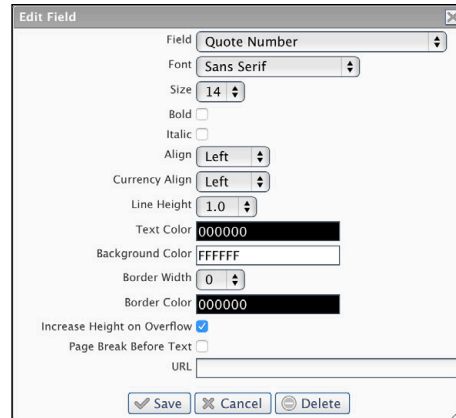 Edit Field
Field Quote Number
Font Sans Serif
Size 14
Bold
Italic
Align Left
Currency Align Left
Line Height 1.0
Text Color 000000
Background Color FFFFFF
Border Width 0
Border Color 000000
Increase Height on Overflow
Page Break Before Text
URL
Save Cancel Delete